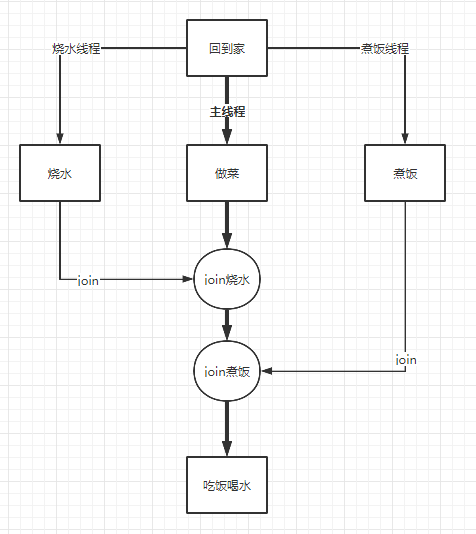 回到家
烧水线程
煮饭线程
主线程
烧水
做菜
煮饭
join烧水
join
join煮饭
join
吃饭喝水